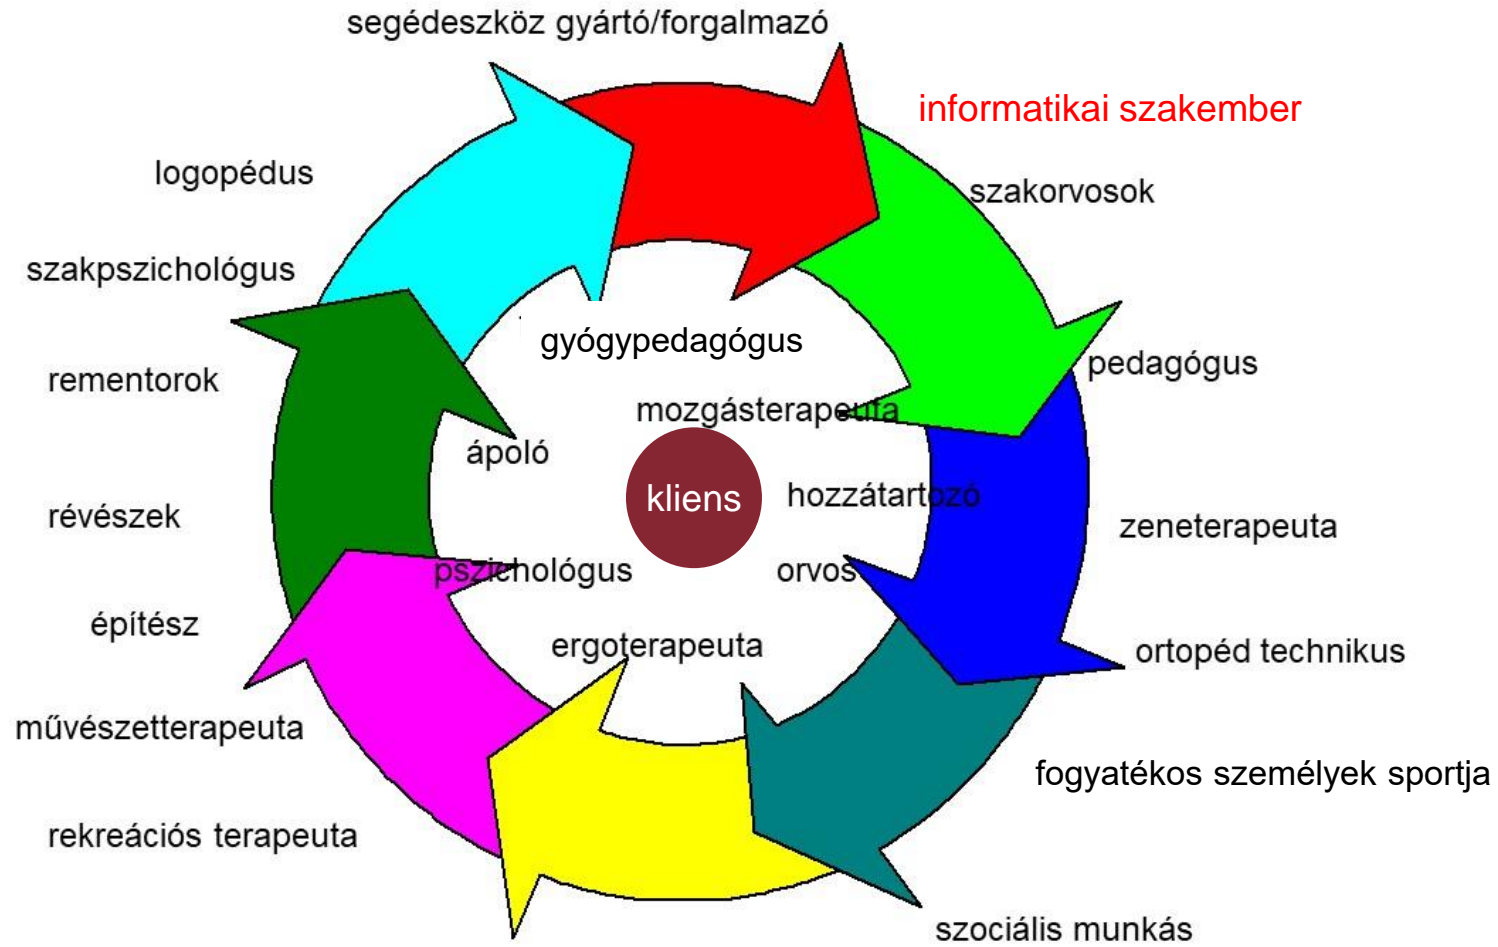 segédeszköz gyártó/forgalmazó
informatikai szakember
logopédus
szakorvosok
szakpszichológus
gyógypedagógus
pedagógus
rementorok
mozgásterapeuta
ápoló
kliens
hozzátartozó
révészek
zeneterapeuta
pszichológus
orvos
építész
ergoterapeuta
ortopéd technikus
művészetterapeuta
fogyatékos személyek sportja
rekreációs terapeuta
szociális munkás